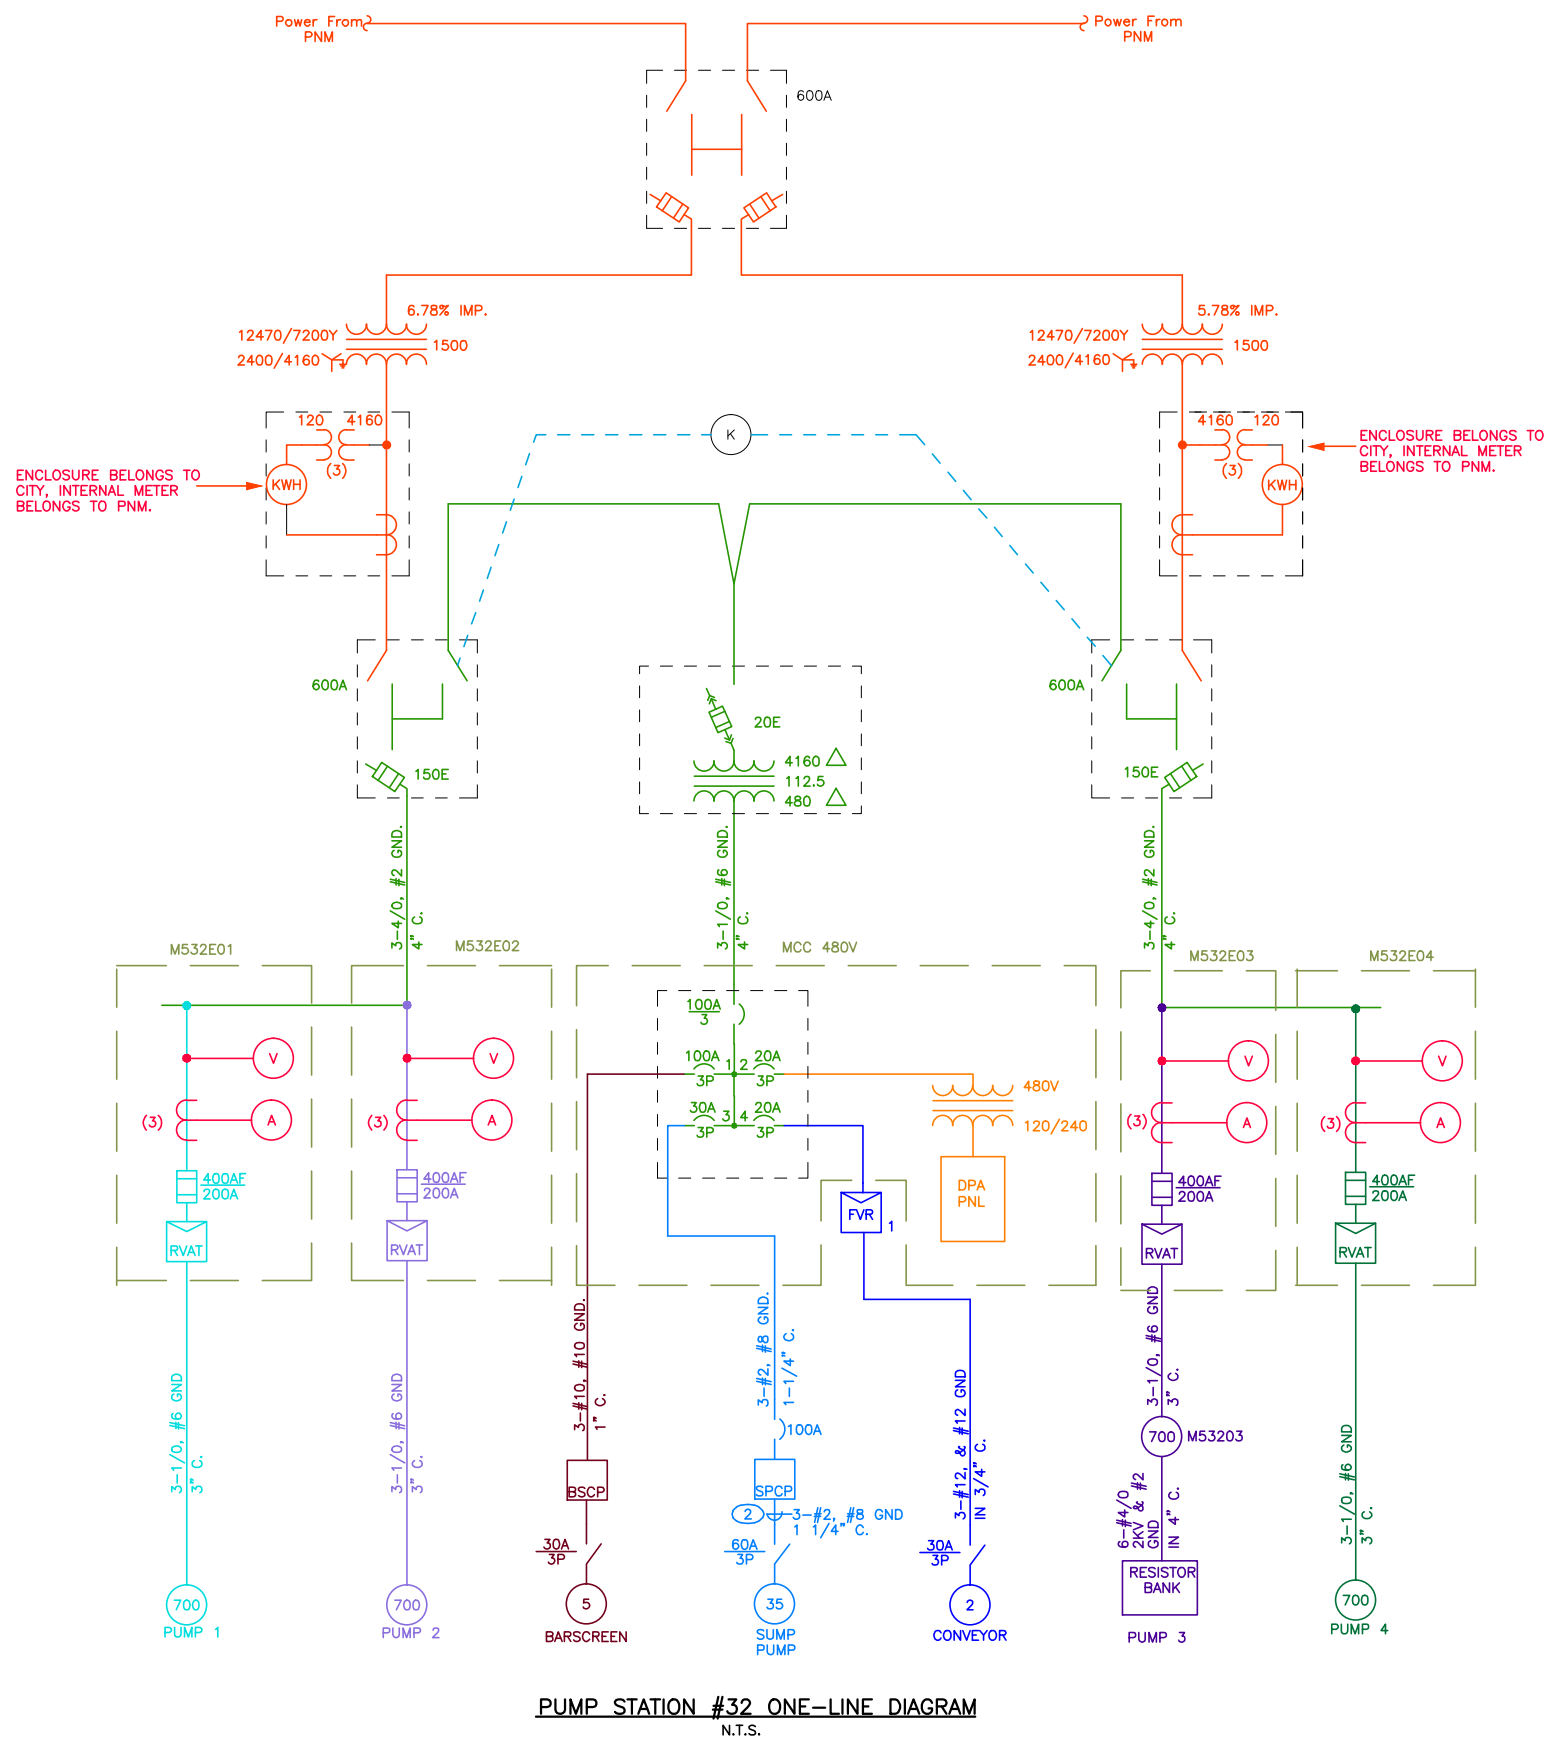 Power From
PNM
Power From
PNM
600A
6.78% IMP.
12470/7200Y
2400/4160
1500
5.78% IMP.
12470/7200Y
2400/4160
1500
120 4160
(3)
KWH
ENCLOSURE BELONGS TO
CITY, INTERNAL METER
BELONGS TO PNM.
K
4160 120
(3)
KWH
ENCLOSURE BELONGS TO
CITY, INTERNAL METER
BELONGS TO PNM.
600A
150E
20E
4160
112.5
480
600A
150E
3-4/0, #2 GND.
4" C.
3-1/0, #6 GND.
4" C.
3-4/0, #2 GND.
4" C.
M532E01
M532E02
MCC 480V
M532E03
M532E04
V
(3)
A
400AF
200A
RVAT
V
(3)
A
400AF
200A
RVAT
100A
3
100A
3P
1 2
20A
3P
30A
3P
3 4
20A
3P
480V
120/240
DPA
PNL
FVR
1
V
(3)
A
400AF
200A
RVAT
V
(3)
A
400AF
200A
RVAT
3-1/0, #6 GND
3" C.
3-1/0, #6 GND
3" C.
3-#10, #10 GND.
1" C.
3-#2, #8 GND.
1-1/4" C.
100A
3-#12, & #12 GND
IN 3/4" C.
3-1/0, #6 GND
3" C.
700
M53203
3-1/0, #6 GND
3" C.
BSCP
SPCP
2
3-#2, #8 GND
1 1/4" C.
6-#4/0
2KV & #2
GND
IN 4" C.
30A
3P
60A
3P
30A
3P
RESISTOR
BANK
700
PUMP 1
700
PUMP 2
5
BARSCREEN
35
SUMP
PUMP
2
CONVEYOR
PUMP 3
700
PUMP 4
PUMP STATION #32 ONE-LINE DIAGRAM
N.T.S.